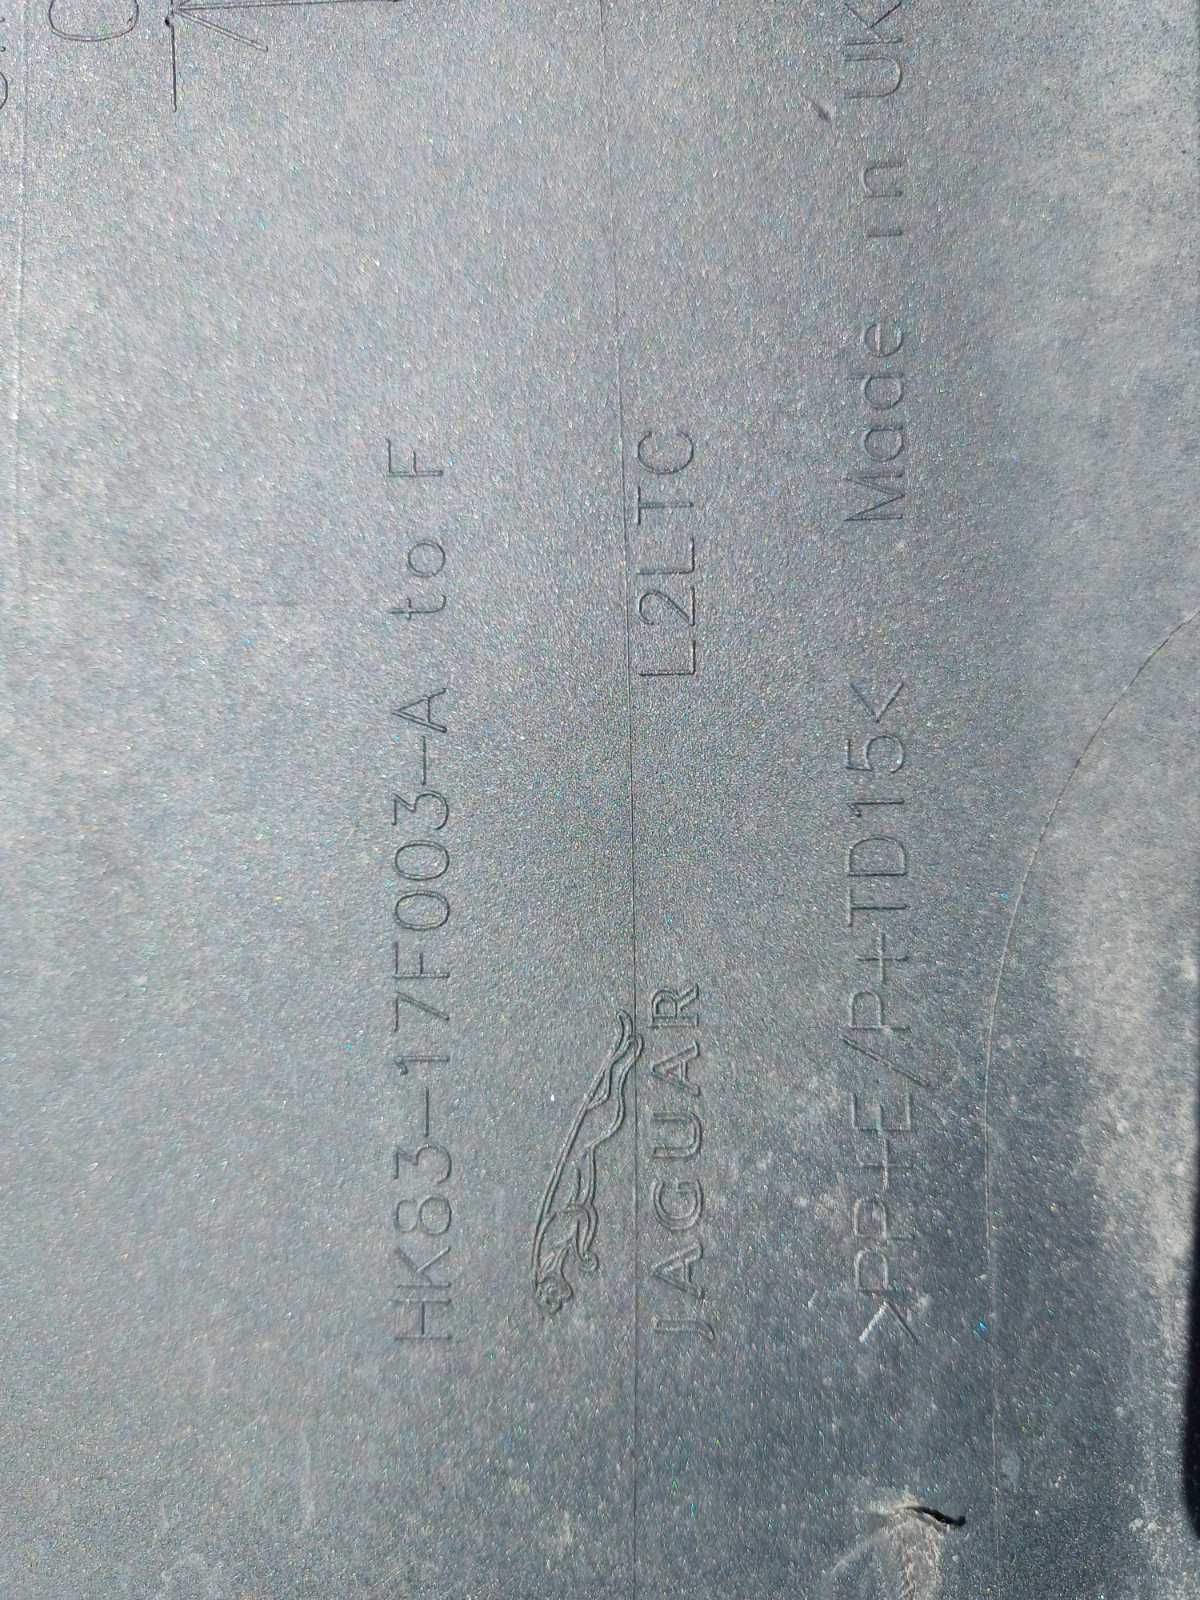 HK83-17F003-A to F
JAGUAR L2LTC
>PP+E/P+TD15< Made in UK